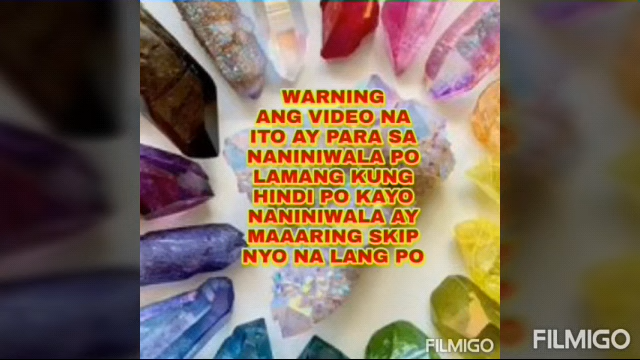 WARNING
ANG VIDEO NA
ITO AY PARA SA
NANINIWALA PO
LAMANG KUNG
HINDI PO KAYO
NANINIWALA AY
MAAARING SKIP
NYO NA LANG PO
FILMIGO
FILMIGO